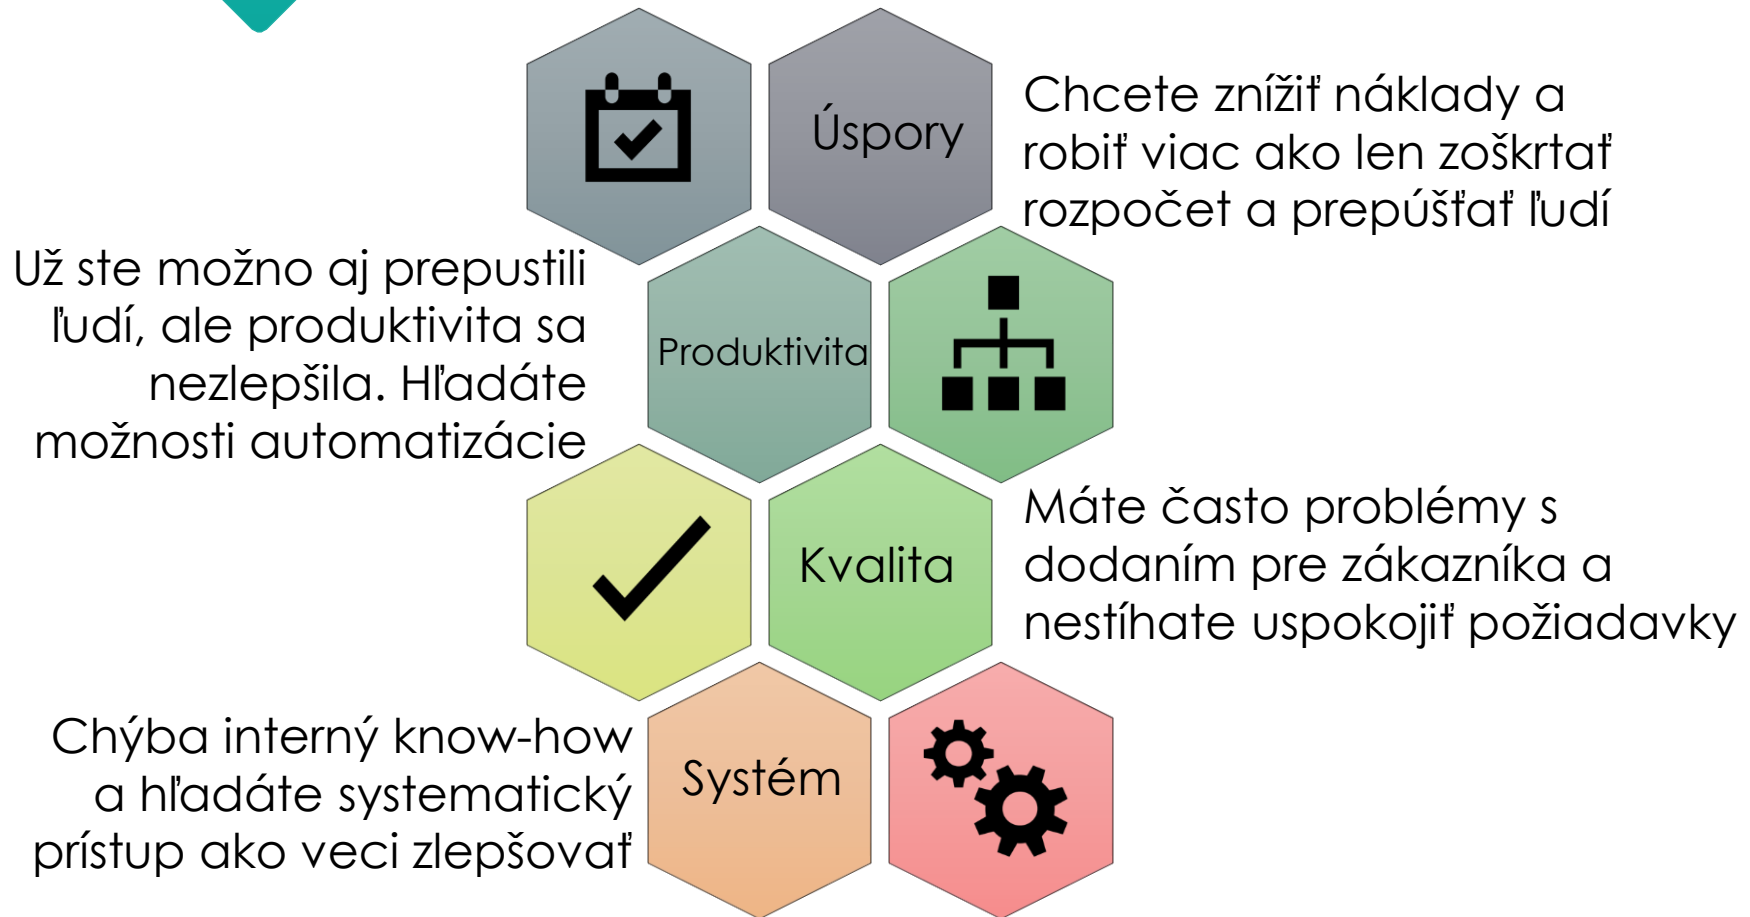 Úspory
Chcete znížiť náklady a
robiť viac ako len zoškrtať
rozpočet a prepúšťať ľudí
Už ste možno aj prepustili
ľudí, ale produktivita sa
nezlepšila. Hľadáte
možnosti automatizácie
Produktivita
Kvalita
Máte často problémy s
dodaním pre zákazníka a
nestíhate uspokojiť požiadavky
Chýba interný know-how
a hľadáte systematický
prístup ako veci zlepšovať
Systém